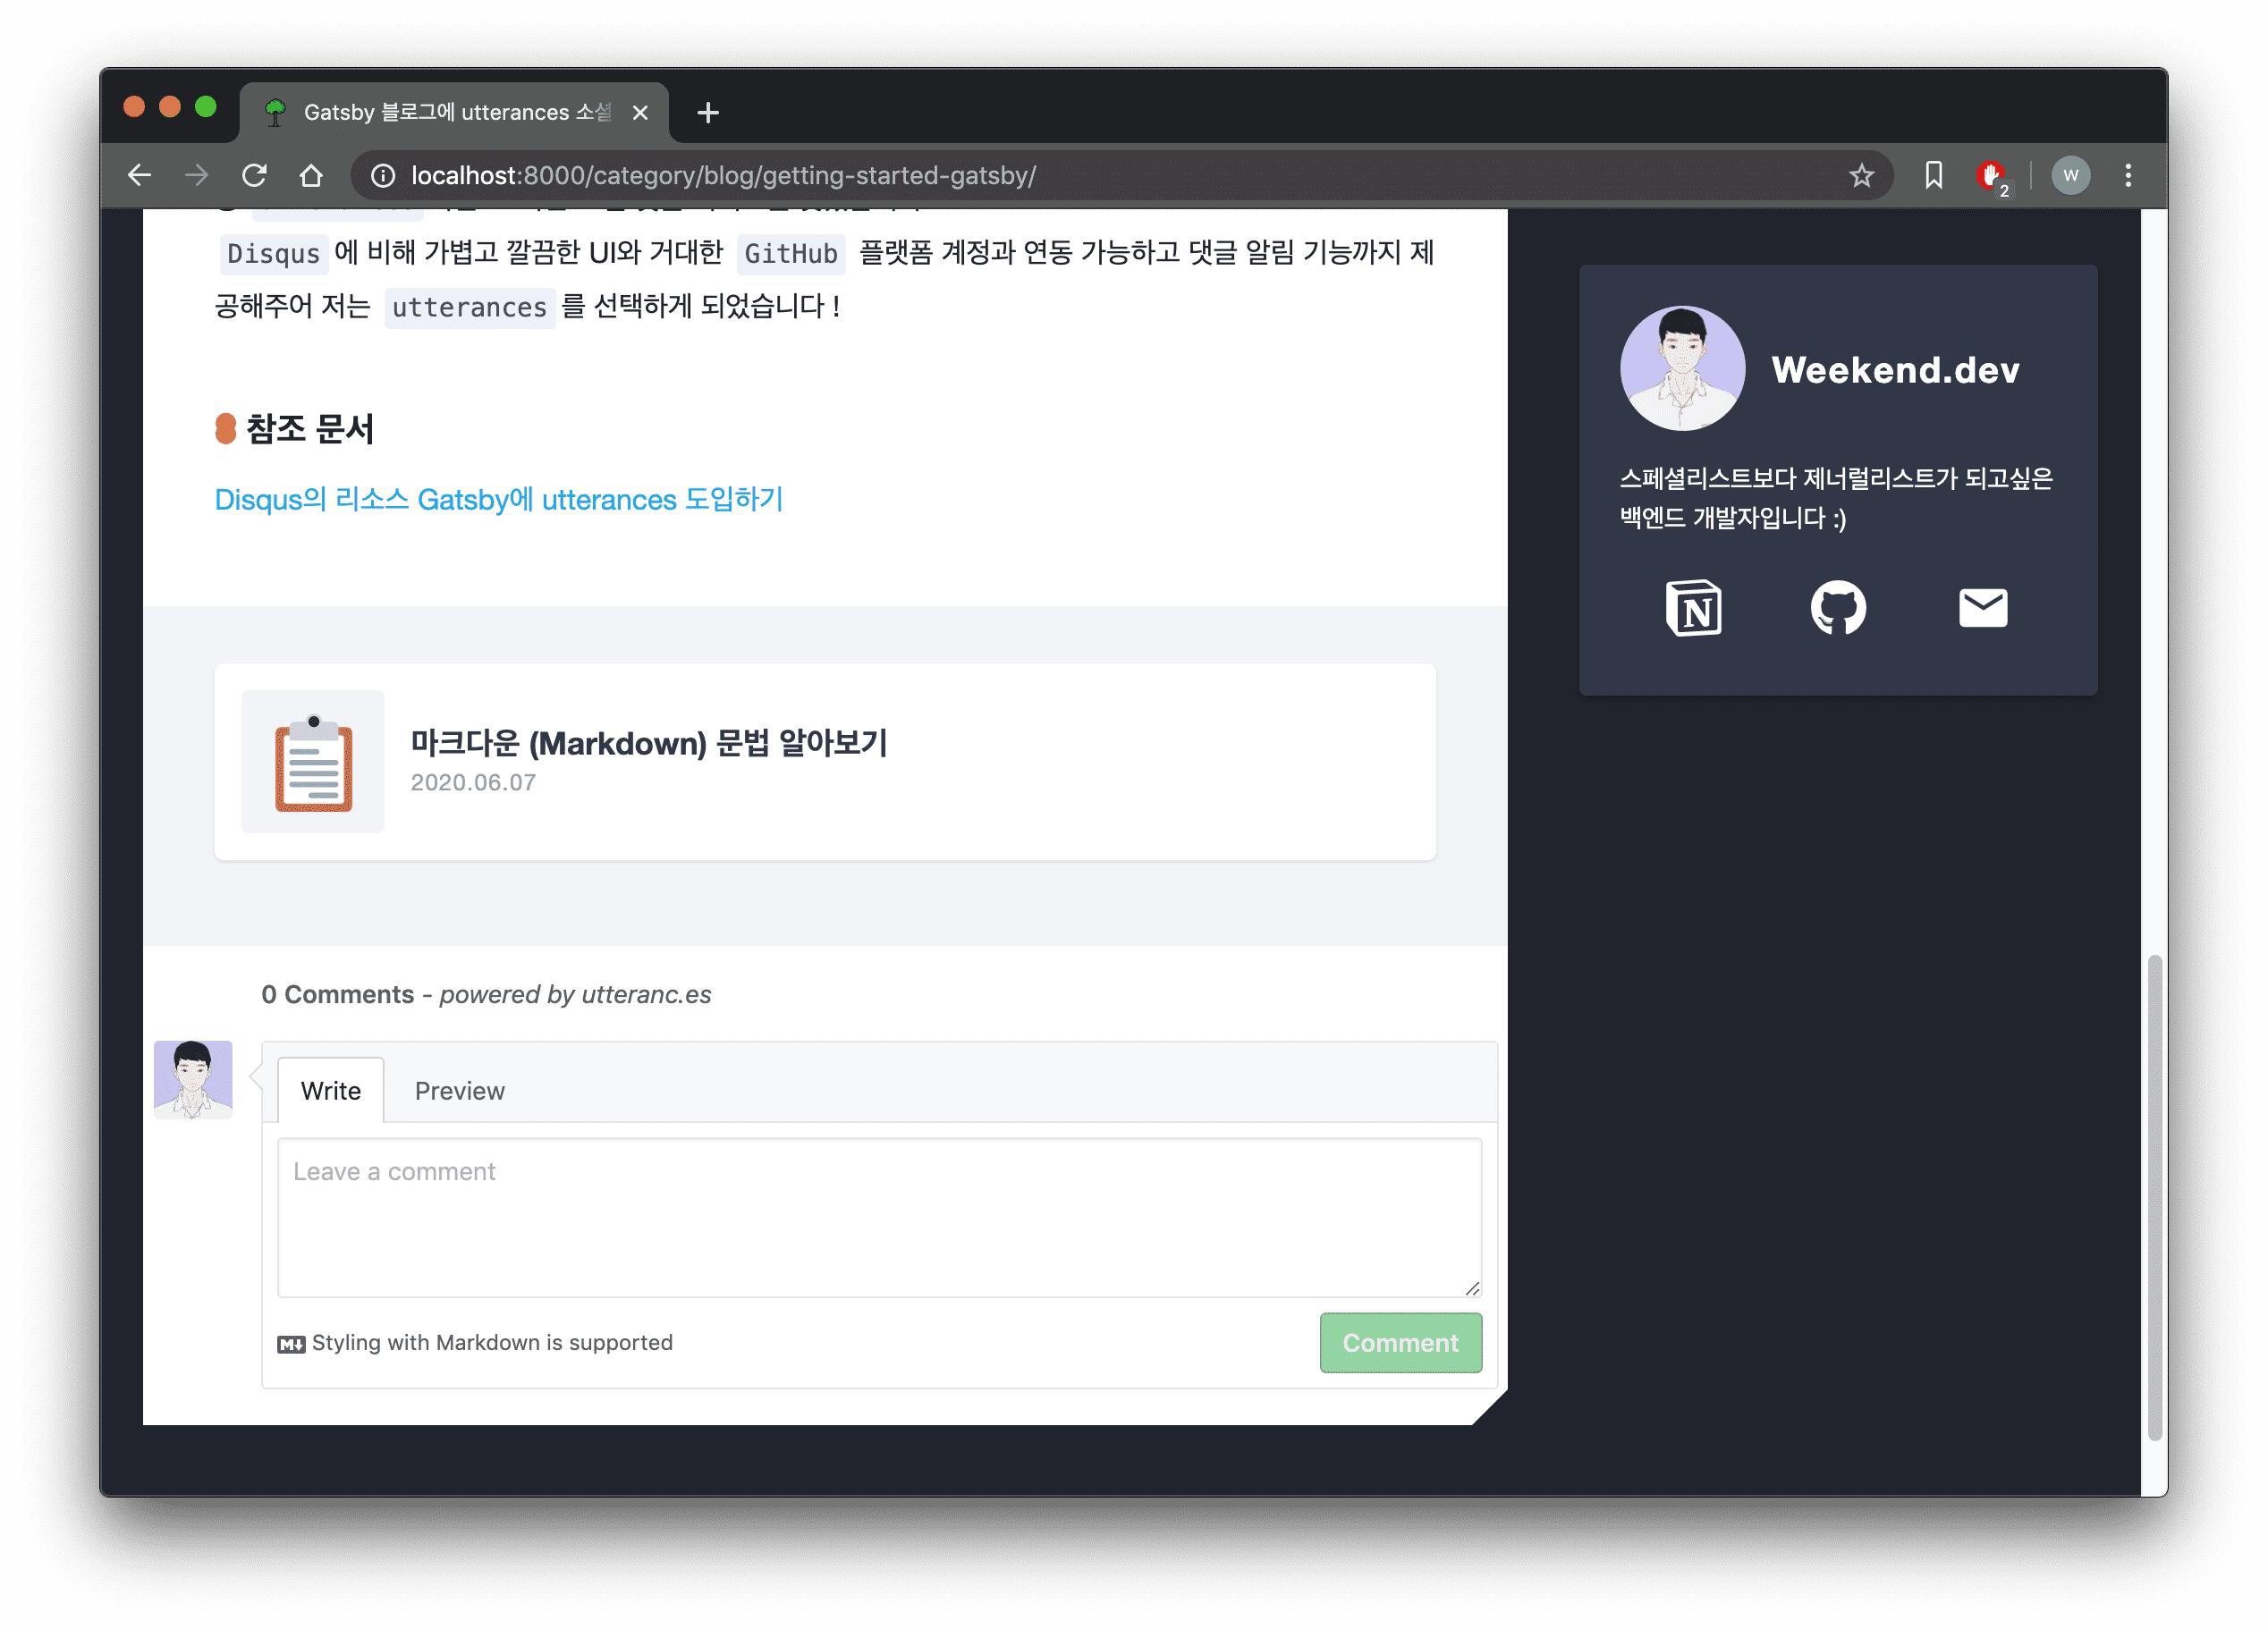 Gatsby 블로그에 utterances 소셜
localhost:8000/category/blog/getting-started-gatsby/
2
W
Disqus 에 비해 가볍고 깔끔한 UI와 거대한 GitHub 플랫폼 계정과 연동 가능하고 댓글 알림 기능까지 제
공해주어 저는 utterances 를 선택하게 되었습니다 !
참조 문서
Disqus의 리소스 Gatsby에 utterances 도입하기
마크다운 (Markdown) 문법 알아보기
2020.06.07
0 Comments - powered by utteranc.es
Write Preview
Leave a comment
M Styling with Markdown is supported
Comment
Weekend.dev
스페셜리스트보다 제너럴리스트가 되고싶은
백엔드 개발자입니다 :)
N